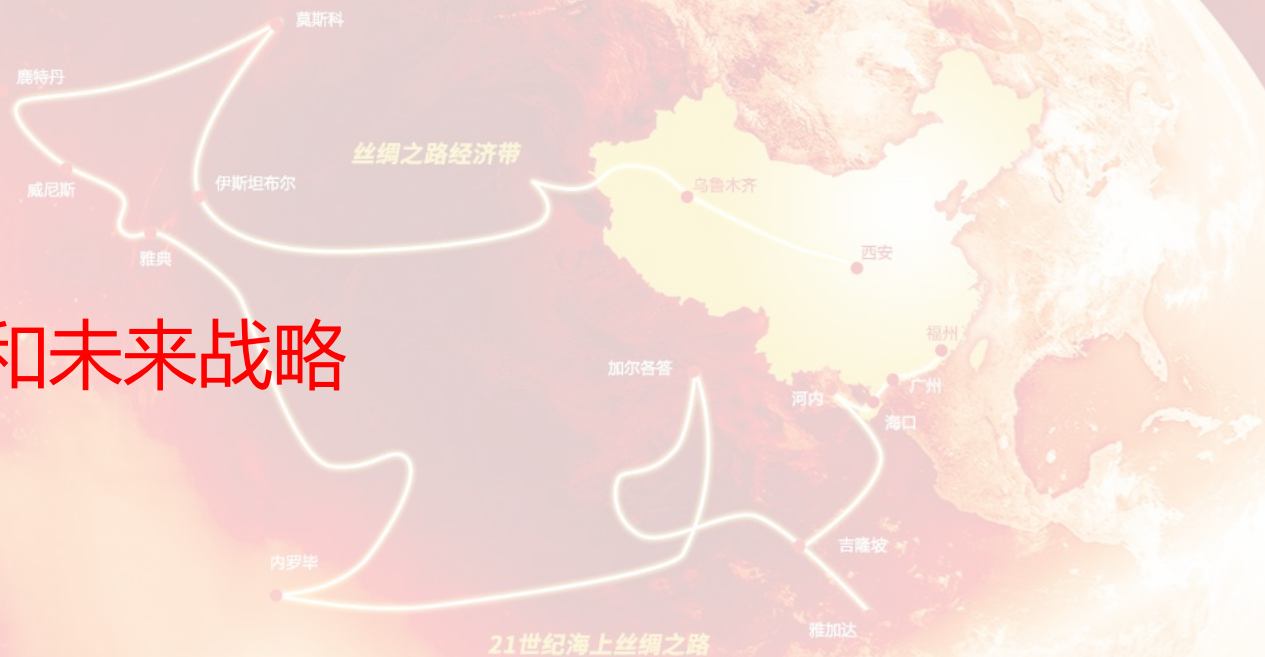 莫斯科
鹿特丹
丝绸之路经济带
威尼斯
伊斯坦布尔
乌鲁木齐
雅典
西安
和未来战略
福州
加尔各答
广州
河内
海口
吉隆坡
内罗毕
雅加达
21世纪海上丝绸之路